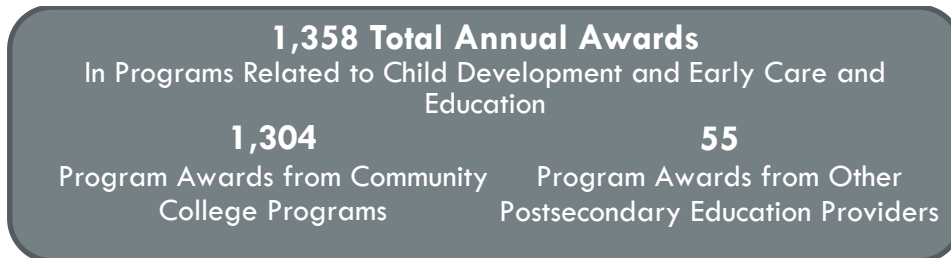 1,358 Total Annual Awards
In Programs Related to Child Development and Early Care and
Education
1,304
Program Awards from Community
College Programs
55
Program Awards from Other
Postsecondary Education Providers